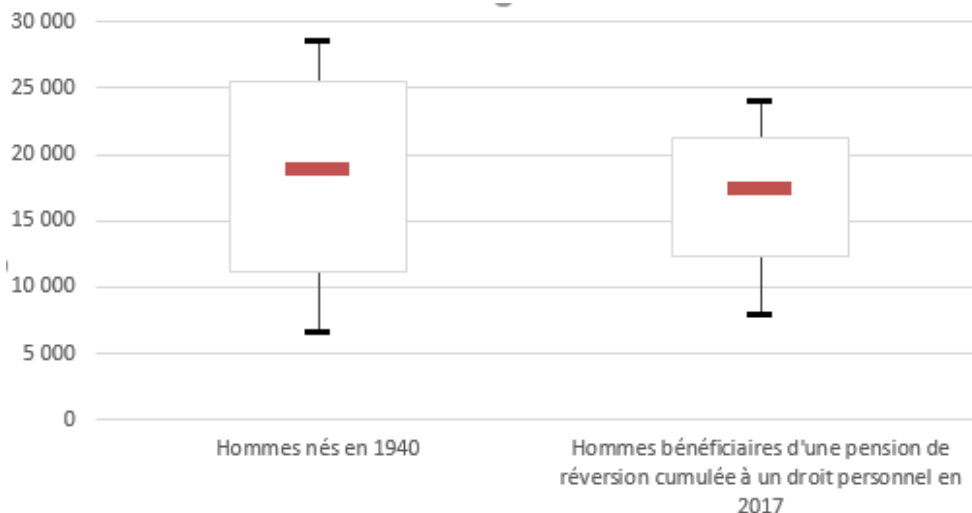 30 000
25 000
20 000
15 000
10 000
5 000
0
Hommes nés en 1940
Hommes bénéficiaires d'une pension de
réversion cumulée à un droit personnel en
2017